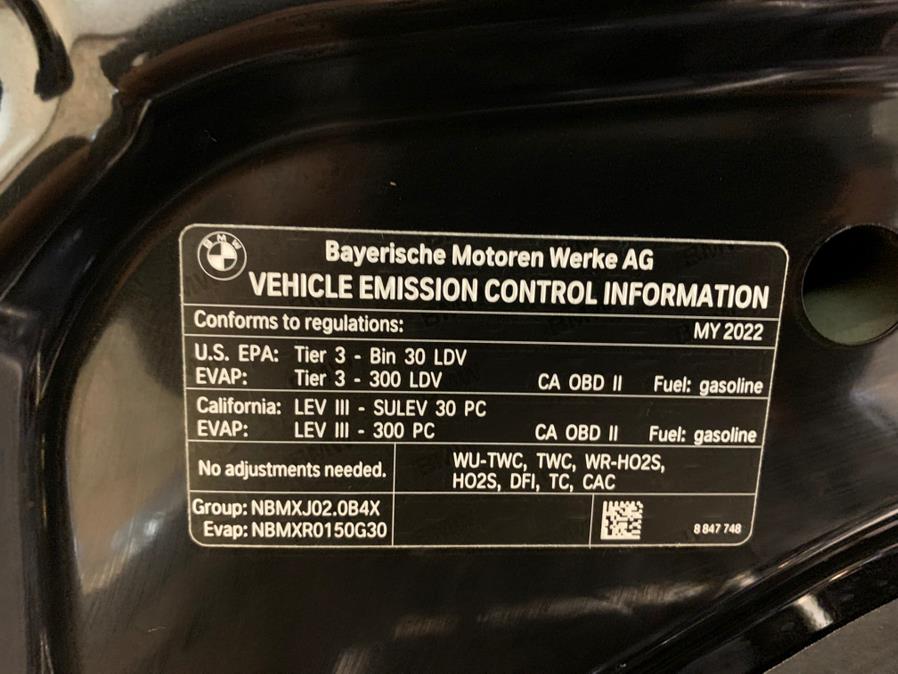 BMW
Bayerische Motoren Werke AG
VEHICLE EMISSION CONTROL INFORMATION
Conforms to regulations: MY 2022
U.S. EPA: Tier 3 - Bin 30 LDV
EVAP: Tier 3 - 300 LDV CA OBD II Fuel: gasoline
California: LEV III - SULEV 30 PC
EVAP: LEV III - 300 PC CA OBD II Fuel: gasoline
No adjustments needed.
WU-TWC, TWC, WR-HO2S,
HO2S, DFI, TC, CAC
Group: NBMXJ02.0B4X
Evap: NBMXR0150G30
8 847 748